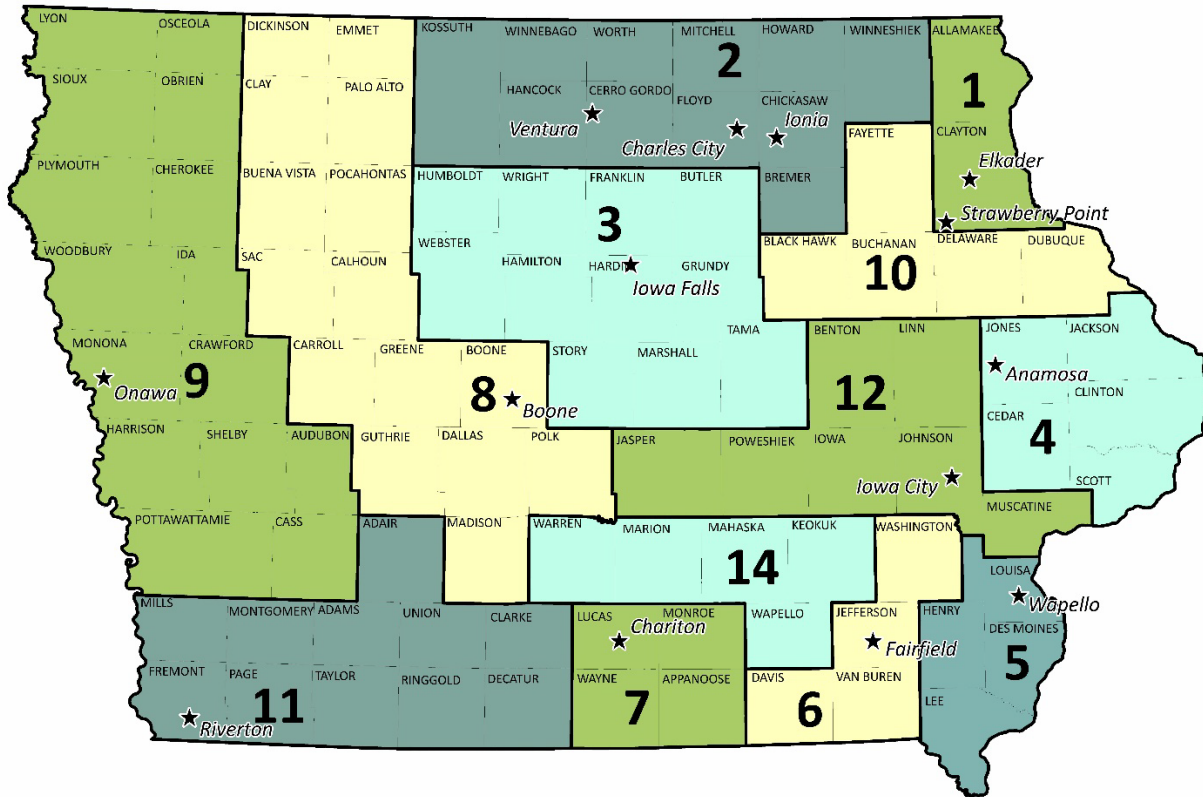 LYON
OSCEOLA
DICKINSON
EMMET
KOSSUTH
WINNEBAGO
WORTH
MITCHELL
HOWARD
WINNESHIEK
ALLAMAKEE
2
1
SIOUX
OBRIEN
CLAY
PALO ALTO
HANCOCK
CERRO GORDO
FLOYD
CHICKASAW
Ventura
Charles City
Ionia
FAYETTE
CLAYTON
Elkader
PLYMOUTH
CHEROKEE
BUENA VISTA
POCAHONTAS
HUMBOLDT
WRIGHT
FRANKLIN
BUTLER
BREMER
Strawberry Point
3
WOODBURY
IDA
SAC
CALHOUN
WEBSTER
HAMILTON
HARDIN
GRUNDY
BLACK HAWK
BUCHANAN
DELAWARE
DUBUQUE
10
Iowa Falls
MONONA
CRAWFORD
CARROLL
GREENE
BOONE
STORY
MARSHALL
TAMA
BENTON
LINN
JONES
JACKSON
9
Onawa
8
Boone
12
Anamosa
CLINTON
CEDAR
4
HARRISON
SHELBY
AUDUBON
GUTHRIE
DALLAS
POLK
JASPER
POWESHIEK
IOWA
JOHNSON
Iowa City
SCOTT
MUSCATINE
POTTAWATTAMIE
CASS
ADAIR
MADISON
WARREN
MARION
MAHASKA
KEOKUK
WASHINGTON
14
LOUISA
Wapello
MILLS
MONTGOMERY
ADAMS
UNION
CLARKE
LUCAS
MONROE
WAPELLO
JEFFERSON
HENRY
DES MOINES
Chariton
Fairfield
5
FREMONT
PAGE
TAYLOR
RINGGOLD
DECATUR
WAYNE
APPANOOSE
DAVIS
VAN BUREN
LEE
Riverton
11
7
6